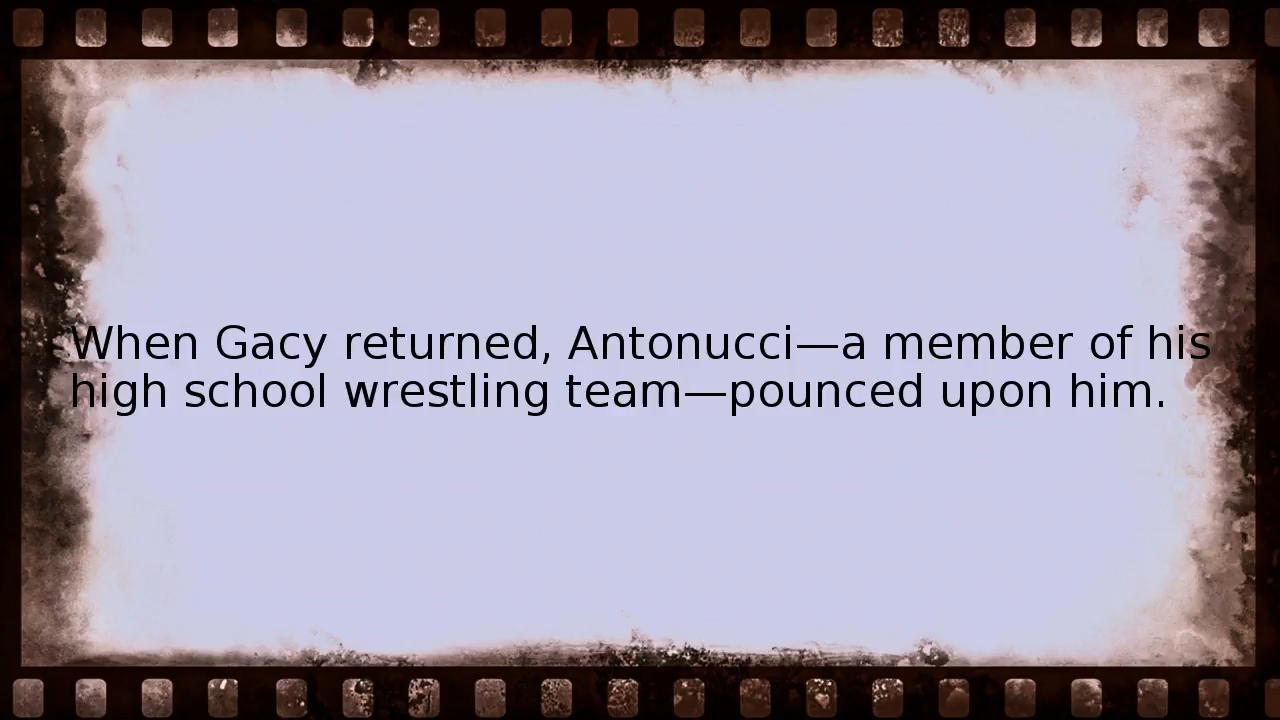 When Gacy returned, Antonucci—a member of his
high school wrestling team—pounced upon him.